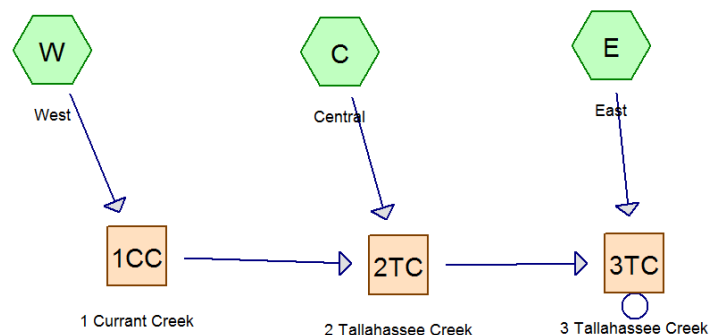 W
C
E
West
Central
East
1CC
2TC
3TC
1 Currant Creek
2 Tallahassee Creek
3 Tallahassee Creek